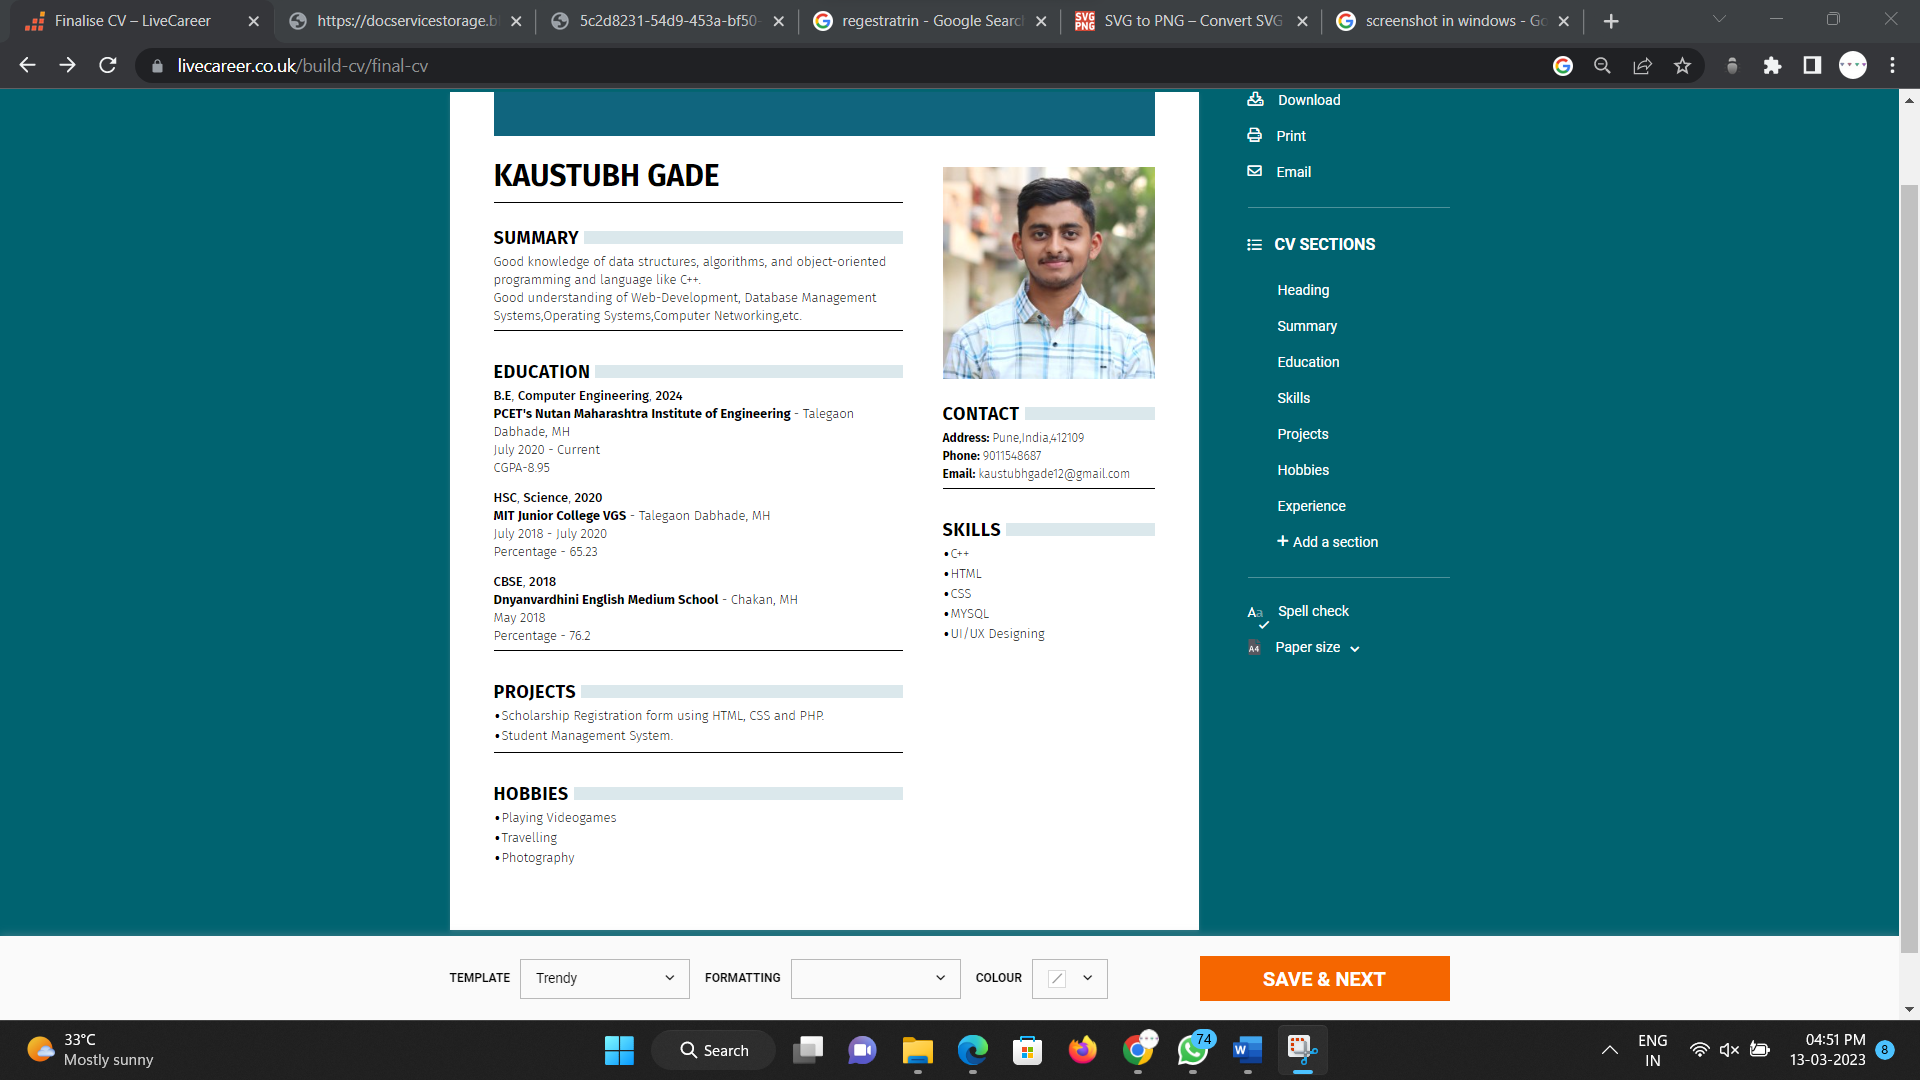 Finalise CV – LiveCareer
https://docservicestorage.bl
5c2d8231-54d9-453a-bf50-
regestratrin - Google Search
SVG to PNG – Convert SVG
screenshot in windows - Go
livecareer.co.uk/build-cv/final-cv
KAUSTUBH GADE
SUMMARY
Good knowledge of data structures, algorithms, and object-oriented
programming and language like C++.
Good understanding of Web-Development, Database Management
Systems,Operating Systems,Computer Networking,etc.
EDUCATION
B.E, Computer Engineering, 2024
PCET's Nutan Maharashtra Institute of Engineering - Talegaon
Dabhade, MH
July 2020 - Current
CGPA-8.95
HSC, Science, 2020
MIT Junior College VGS - Talegaon Dabhade, MH
July 2018 - July 2020
Percentage - 65.23
CBSE, 2018
Dnyanvardhini English Medium School - Chakan, MH
May 2018
Percentage - 76.2
PROJECTS
•Scholarship Registration form using HTML, CSS and PHP.
•Student Management System.
HOBBIES
•Playing Videogames
•Travelling
•Photography
CONTACT
Address: Pune,India,412109
Phone: 9011548687
Email: kaustubhgade12@gmail.com
SKILLS
•C++
•HTML
•CSS
•MYSQL
•UI/UX Designing
Download
Print
Email
CV SECTIONS
Heading
Summary
Education
Skills
Projects
Hobbies
Experience
+ Add a section
Aa Spell check
A4 Paper size
TEMPLATE Trendy FORMATTING COLOUR
SAVE & NEXT
33°C
Mostly sunny
Search
74
ENG
IN
04:51 PM
13-03-2023
8